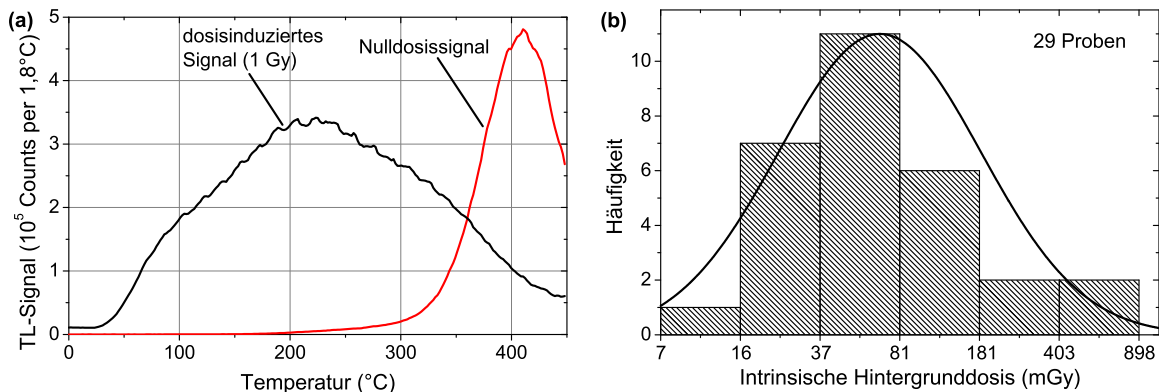 (a)
dosisinduziertes
Signal (1 Gy)
Nulldosissignal
TL-Signal (10⁵ Counts per 1,8°C)
5
4
3
2
1
0
0 100 200 300 400
Temperatur (°C)
(b)
29 Proben
Häufigkeit
10
8
6
4
2
0
7 16 37 81 181 403 898
Intrinsische Hintergrunddosis (mGy)